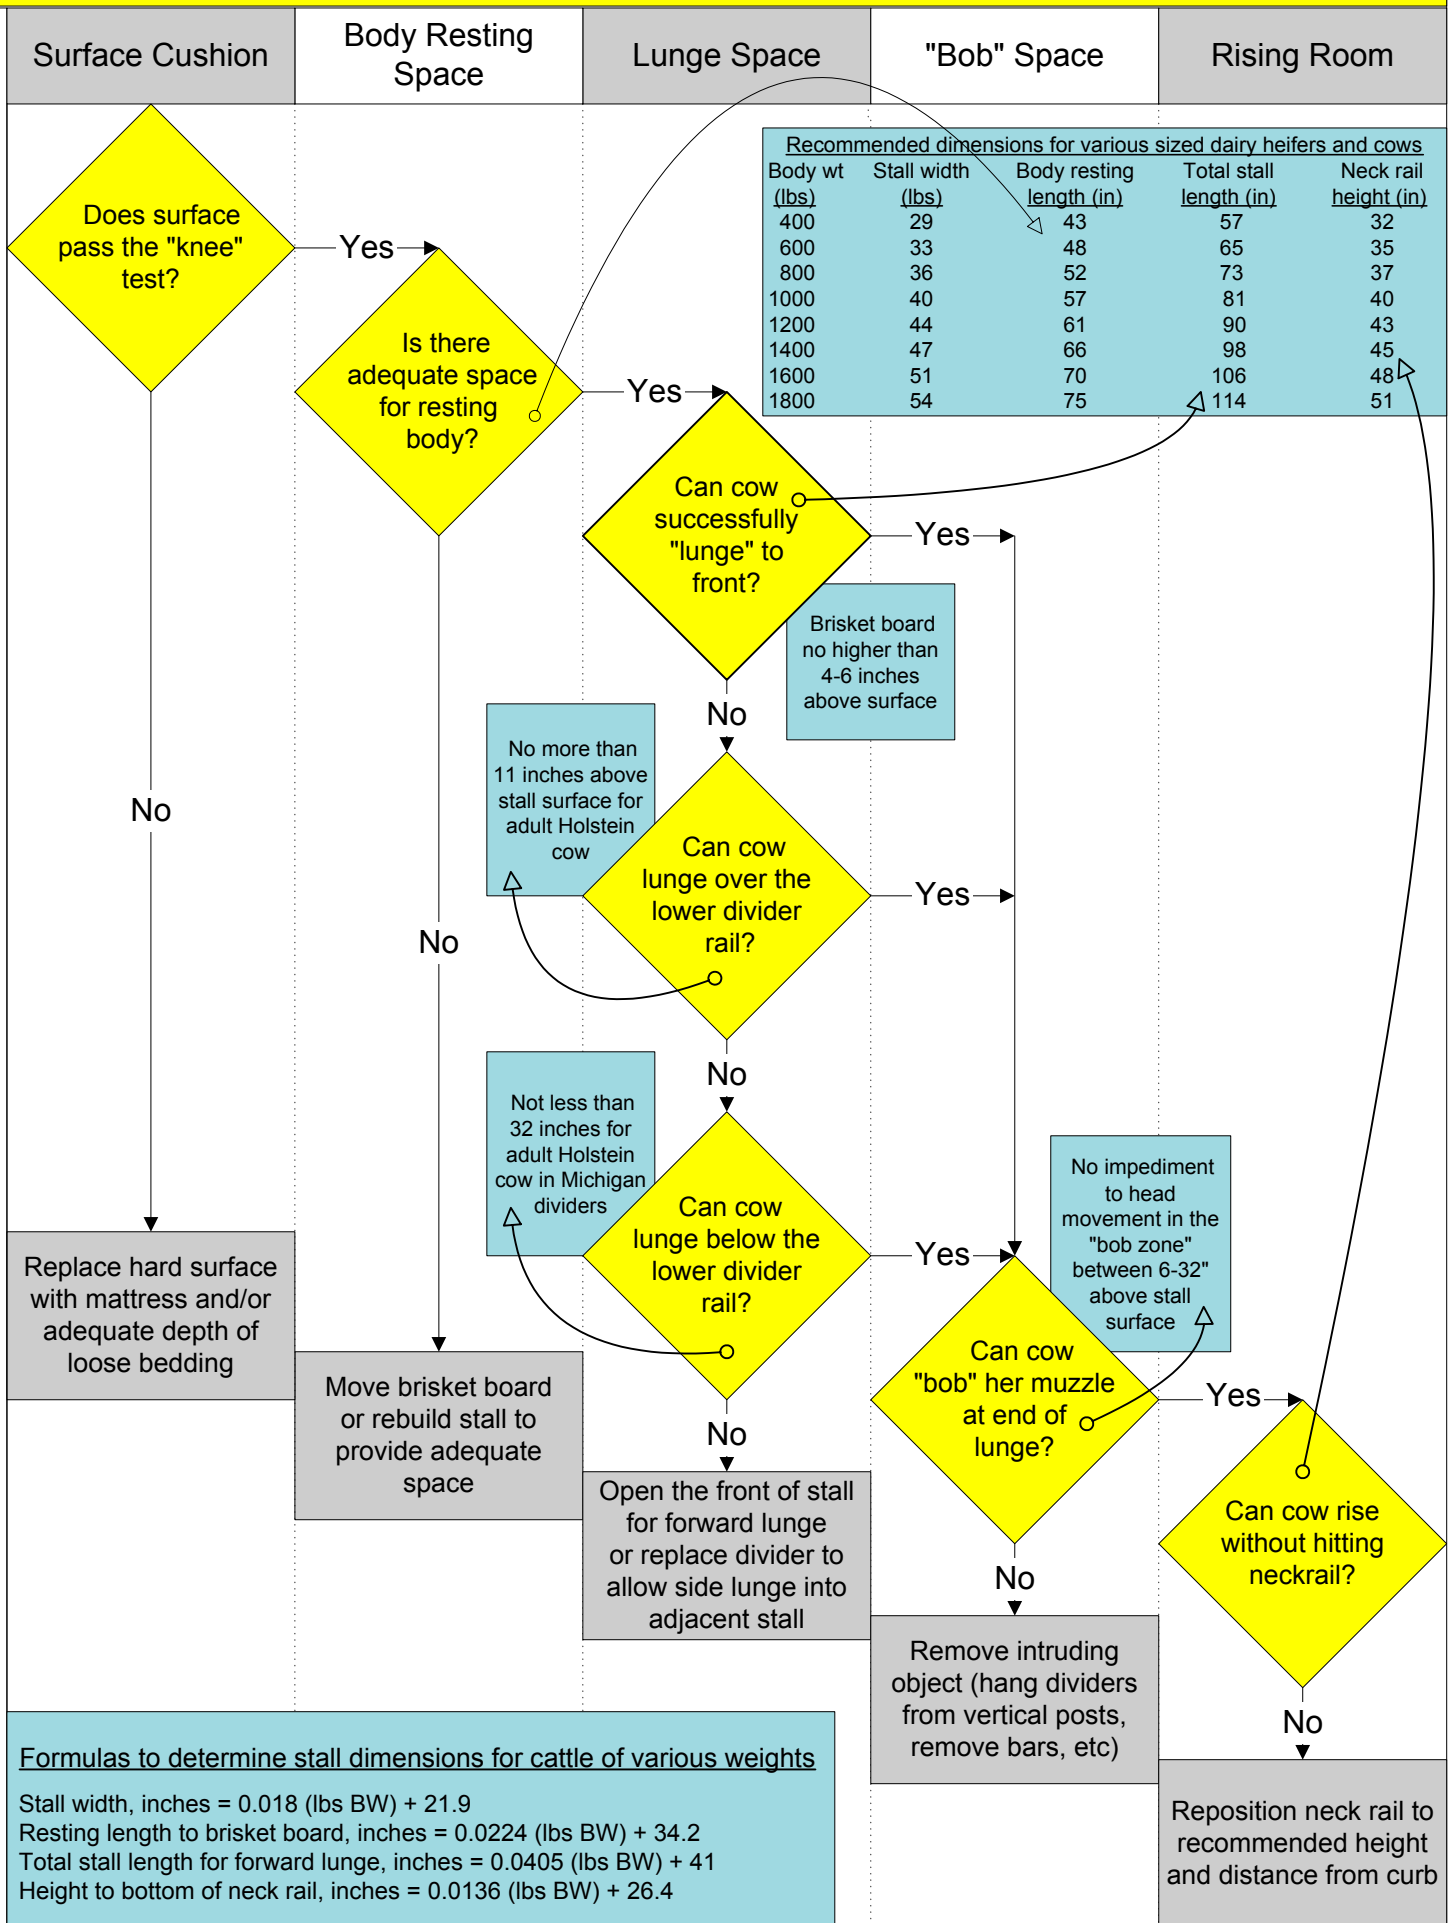 Surface Cushion
Body Resting
Space
Lunge Space
"Bob" Space
Rising Room
Recommended dimensions for various sized dairy heifers and cows
Body wt Stall width Body resting Total stall Neck rail
(lbs) (lbs) length (in) length (in) height (in)
400 29 43 57 32
600 33 48 65 35
800 36 52 73 37
1000 40 57 81 40
1200 44 61 90 43
1400 47 66 98 45
1600 51 70 106 48
1800 54 75 114 51
Does surface
pass the "knee"
test?
Yes
No
Replace hard surface
with mattress and/or
adequate depth of
loose bedding
Is there
adequate space
for resting
body?
Yes
No
Move brisket board
or rebuild stall to
provide adequate
space
Can cow
successfully
"lunge" to
front?
Yes
Brisket board
no higher than
4-6 inches
above surface
No
No more than
11 inches above
stall surface for
adult Holstein
cow
Can cow
lunge over the
lower divider
rail?
Yes
No
Not less than
32 inches for
adult Holstein
cow in Michigan
dividers
Can cow
lunge below the
lower divider
rail?
Yes
No
Open the front of stall
for forward lunge
or replace divider to
allow side lunge into
adjacent stall
No impediment
to head
movement in the
"bob zone"
between 6-32"
above stall
surface
Can cow
"bob" her muzzle
at end of
lunge?
Yes
No
Remove intruding
object (hang dividers
from vertical posts,
remove bars, etc)
Can cow rise
without hitting
neckrail?
No
Reposition neck rail to
recommended height
and distance from curb
Formulas to determine stall dimensions for cattle of various weights
Stall width, inches = 0.018 (lbs BW) + 21.9
Resting length to brisket board, inches = 0.0224 (lbs BW) + 34.2
Total stall length for forward lunge, inches = 0.0405 (lbs BW) + 41
Height to bottom of neck rail, inches = 0.0136 (lbs BW) + 26.4